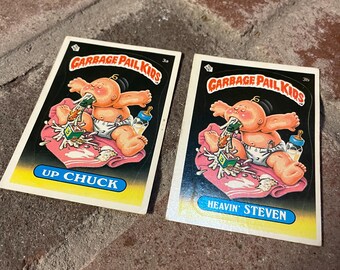 GARBAGE PAIL KIDS
UP CHUCK
GARBAGE PAIL KIDS
HEAVIN' STEVEN